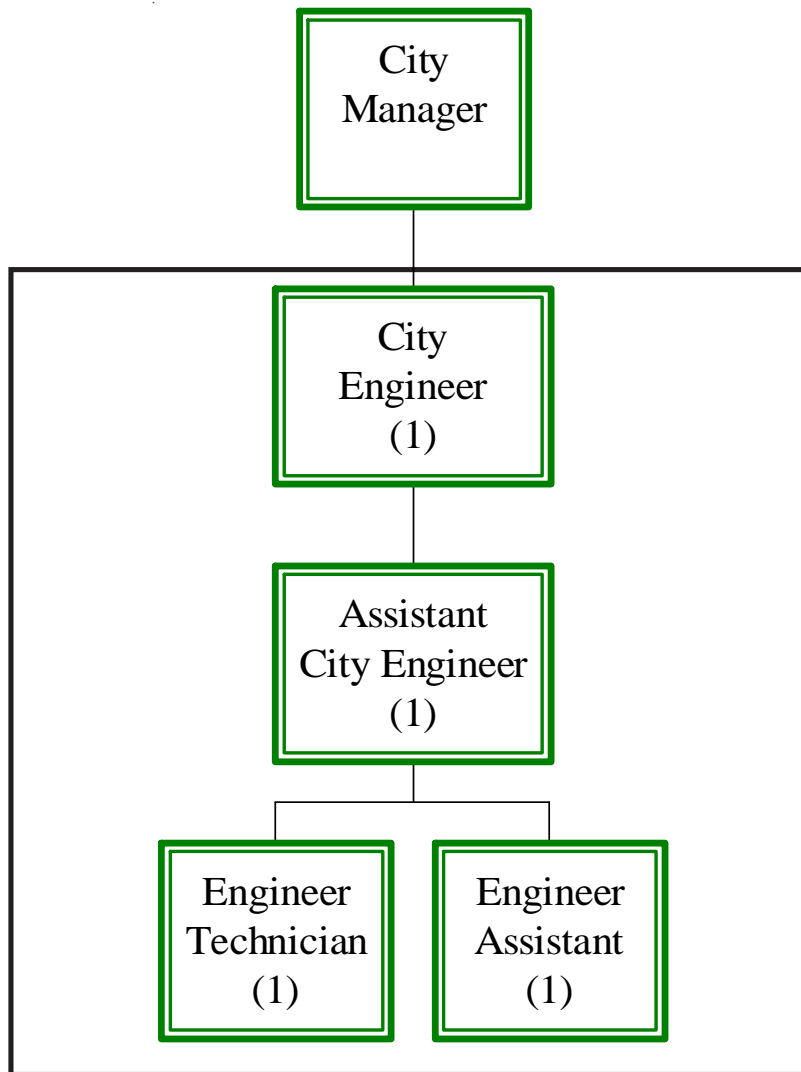 City
Manager
City
Engineer
(1)
Assistant
City Engineer
(1)
Engineer
Technician
(1)
Engineer
Assistant
(1)